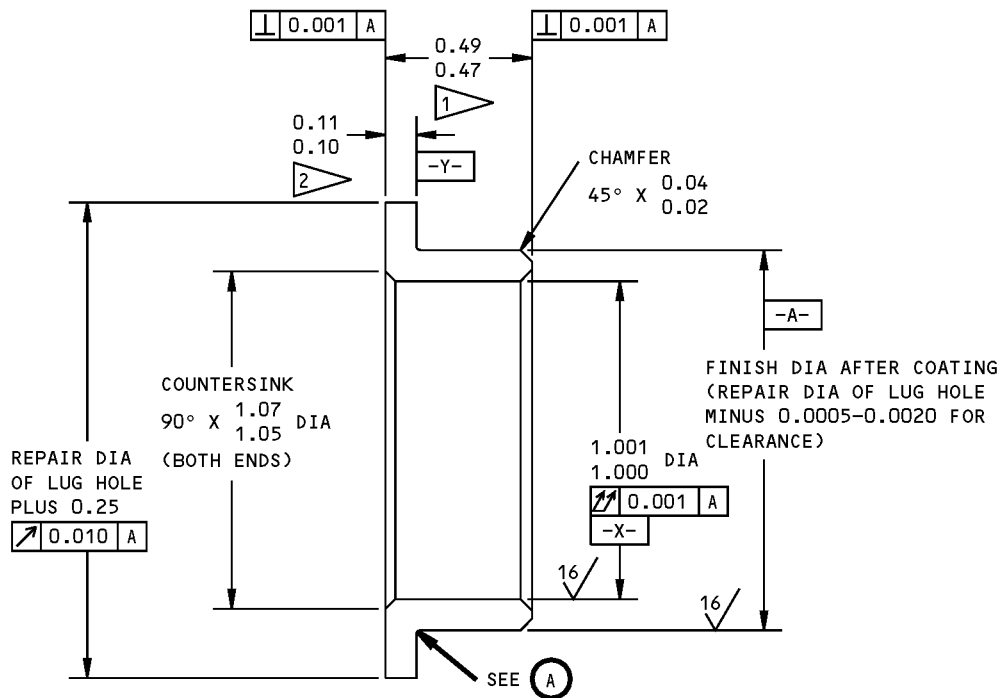 ⊥ 0.001 A
⊥ 0.001 A
0.49
0.47
1
0.11
0.10
2
-Y-
CHAMFER
45° X 0.04
0.02
-A-
FINISH DIA AFTER COATING
(REPAIR DIA OF LUG HOLE
MINUS 0.0005-0.0020 FOR
CLEARANCE)
COUNTERSINK
90° X 1.07 DIA
1.05
(BOTH ENDS)
REPAIR DIA
OF LUG HOLE
PLUS 0.25
↗ 0.010 A
1.001
1.000 DIA
⌰ 0.001 A
-X-
16
16
SEE A